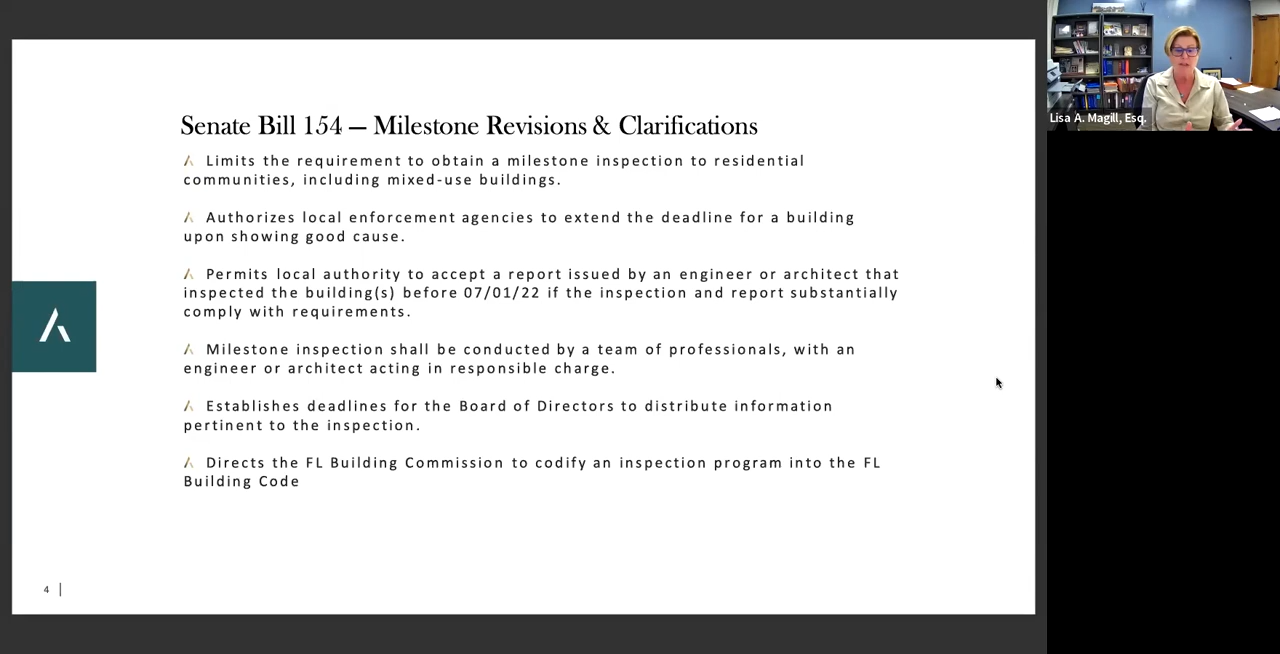 Senate Bill 154 — Milestone Revisions & Clarifications
Limits the requirement to obtain a milestone inspection to residential
communities, including mixed-use buildings.
Authorizes local enforcement agencies to extend the deadline for a building
upon showing good cause.
Permits local authority to accept a report issued by an engineer or architect that
inspected the building(s) before 07/01/22 if the inspection and report substantially
comply with requirements.
Milestone inspection shall be conducted by a team of professionals, with an
engineer or architect acting in responsible charge.
Establishes deadlines for the Board of Directors to distribute information
pertinent to the inspection.
Directs the FL Building Commission to codify an inspection program into the FL
Building Code
4 |
Lisa A. Magill, Esq.